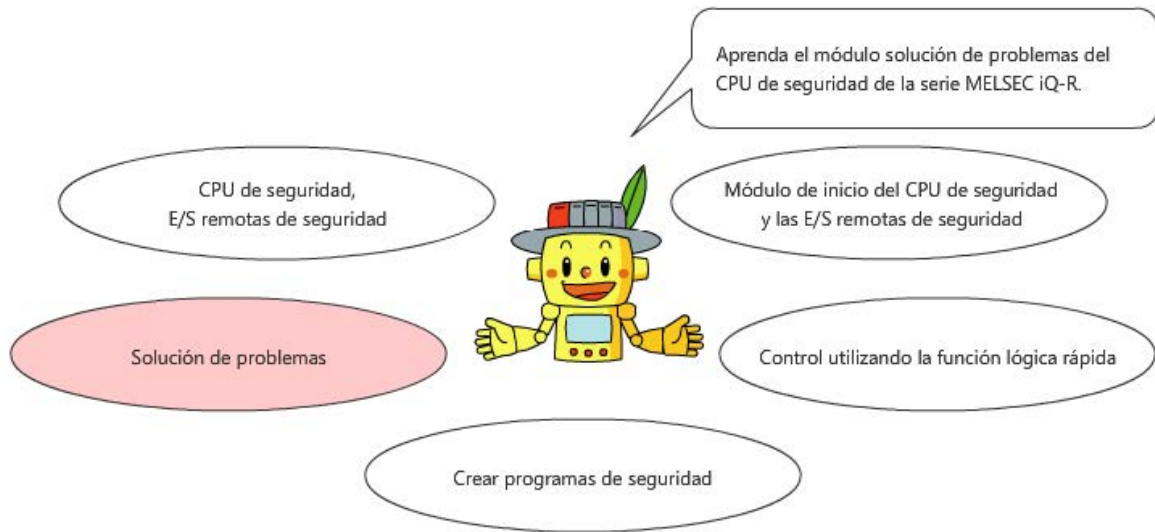 Aprenda el módulo solución de problemas del
CPU de seguridad de la serie MELSEC iQ-R.
CPU de seguridad,
E/S remotas de seguridad
Módulo de inicio del CPU de seguridad
y las E/S remotas de seguridad
Solución de problemas
Control utilizando la función lógica rápida
Crear programas de seguridad